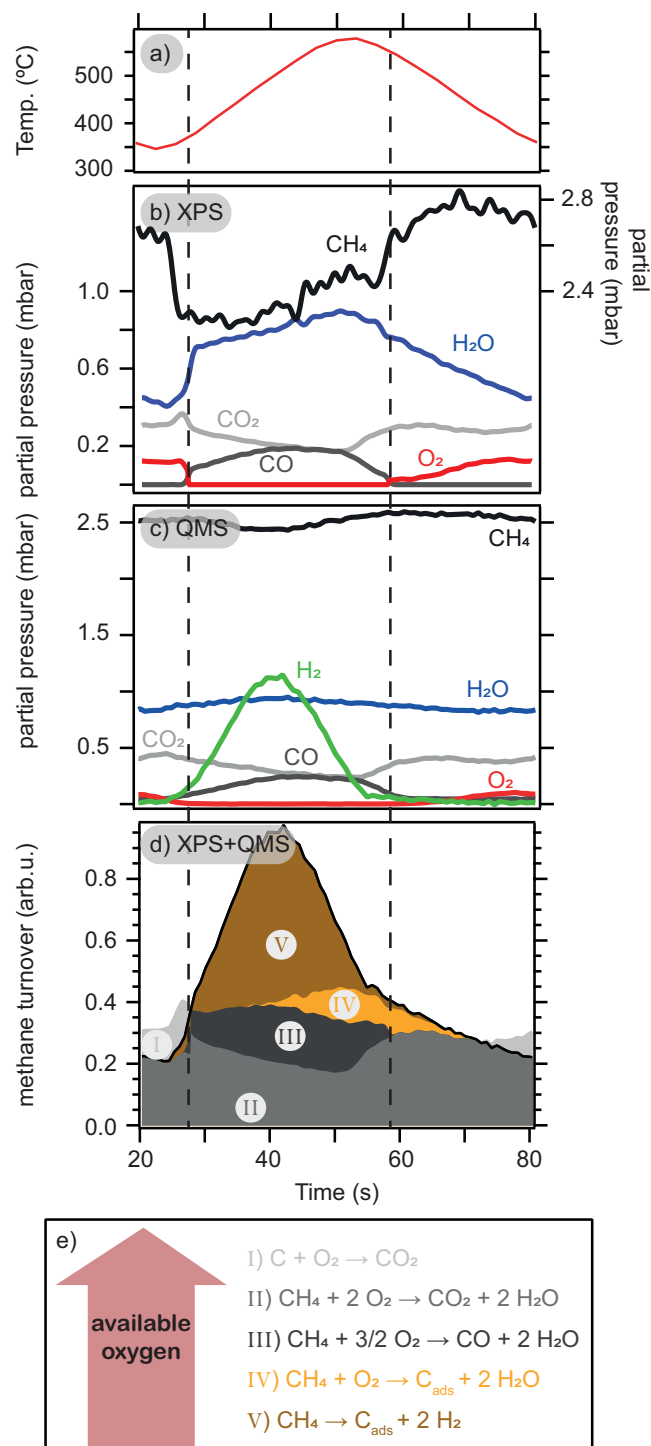 a)
Temp. (ºC)
500
400
300
b) XPS
CH₄
H₂O
CO₂
CO
O₂
partial pressure (mbar)
1.0
0.6
0.2
2.8
2.4
partial
pressure (mbar)
c) QMS
CH₄
H₂
H₂O
CO₂
CO
O₂
partial pressure (mbar)
2.5
1.5
0.5
d) XPS+QMS
V
IV
III
I
II
methane turnover (arb.u.)
0.8
0.6
0.4
0.2
0.0
20 40 60 80
Time (s)
e)
available
oxygen
I) C + O₂ → CO₂
II) CH₄ + 2 O₂ → CO₂ + 2 H₂O
III) CH₄ + 3/2 O₂ → CO + 2 H₂O
IV) CH₄ + O₂ → C_ads + 2 H₂O
V) CH₄ → C_ads + 2 H₂